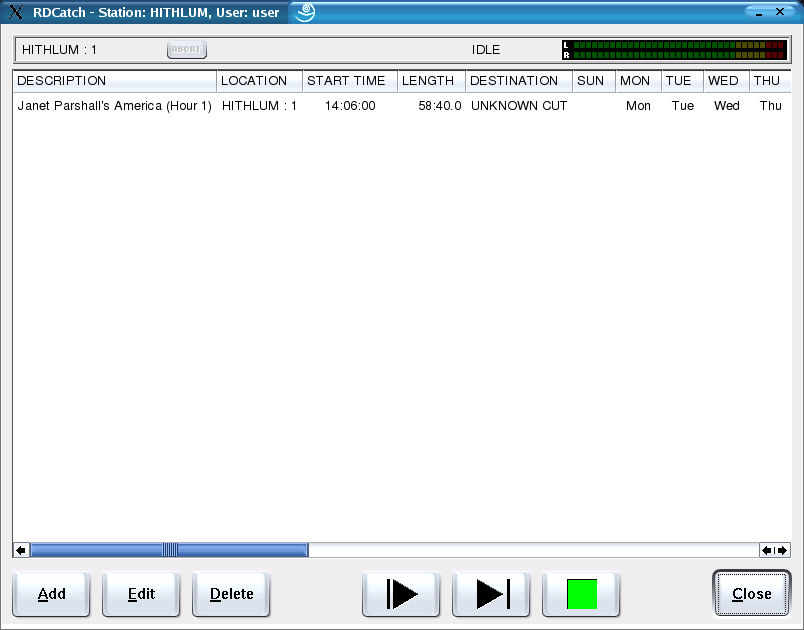 RDCatch - Station: HITHLUM, User: user
HITHLUM : 1 ABORT IDLE L R
DESCRIPTION LOCATION START TIME LENGTH DESTINATION SUN MON TUE WED THU
Janet Parshall's America (Hour 1) HITHLUM : 1 14:06:00 58:40.0 UNKNOWN CUT Mon Tue Wed Thu
Add Edit Delete Close